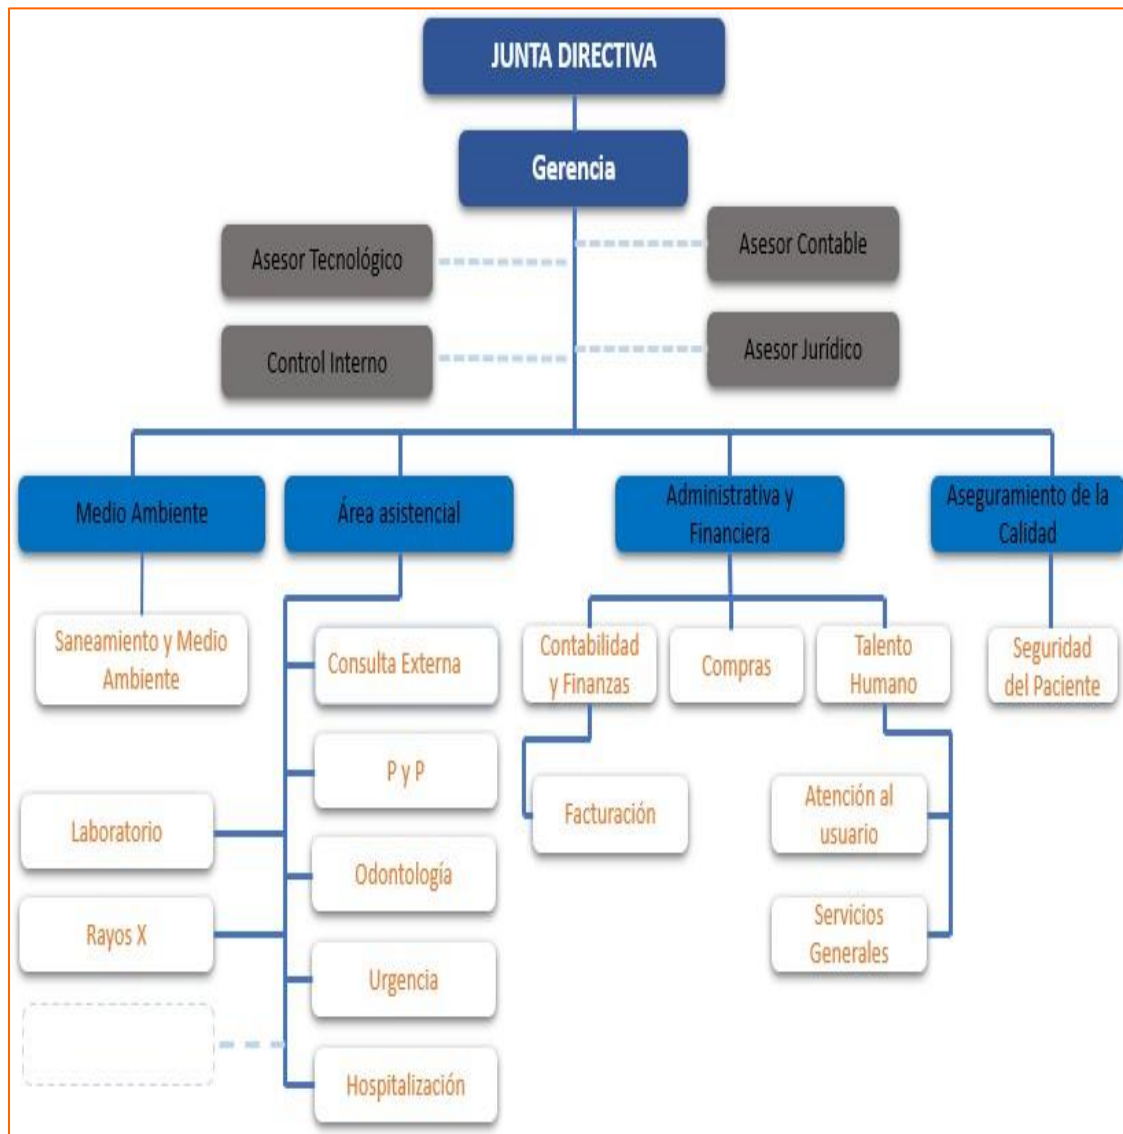 JUNTA DIRECTIVA
Gerencia
Asesor Tecnológico
Asesor Contable
Control Interno
Asesor Jurídico
Medio Ambiente
Área asistencial
Administrativa y
Financiera
Aseguramiento de la
Calidad
Saneamiento y Medio
Ambiente
Consulta Externa
Contabilidad
y Finanzas
Compras
Talento
Humano
Seguridad
del Paciente
P y P
Laboratorio
Facturación
Atención al
usuario
Odontología
Rayos X
Servicios
Generales
Urgencia
Hospitalización